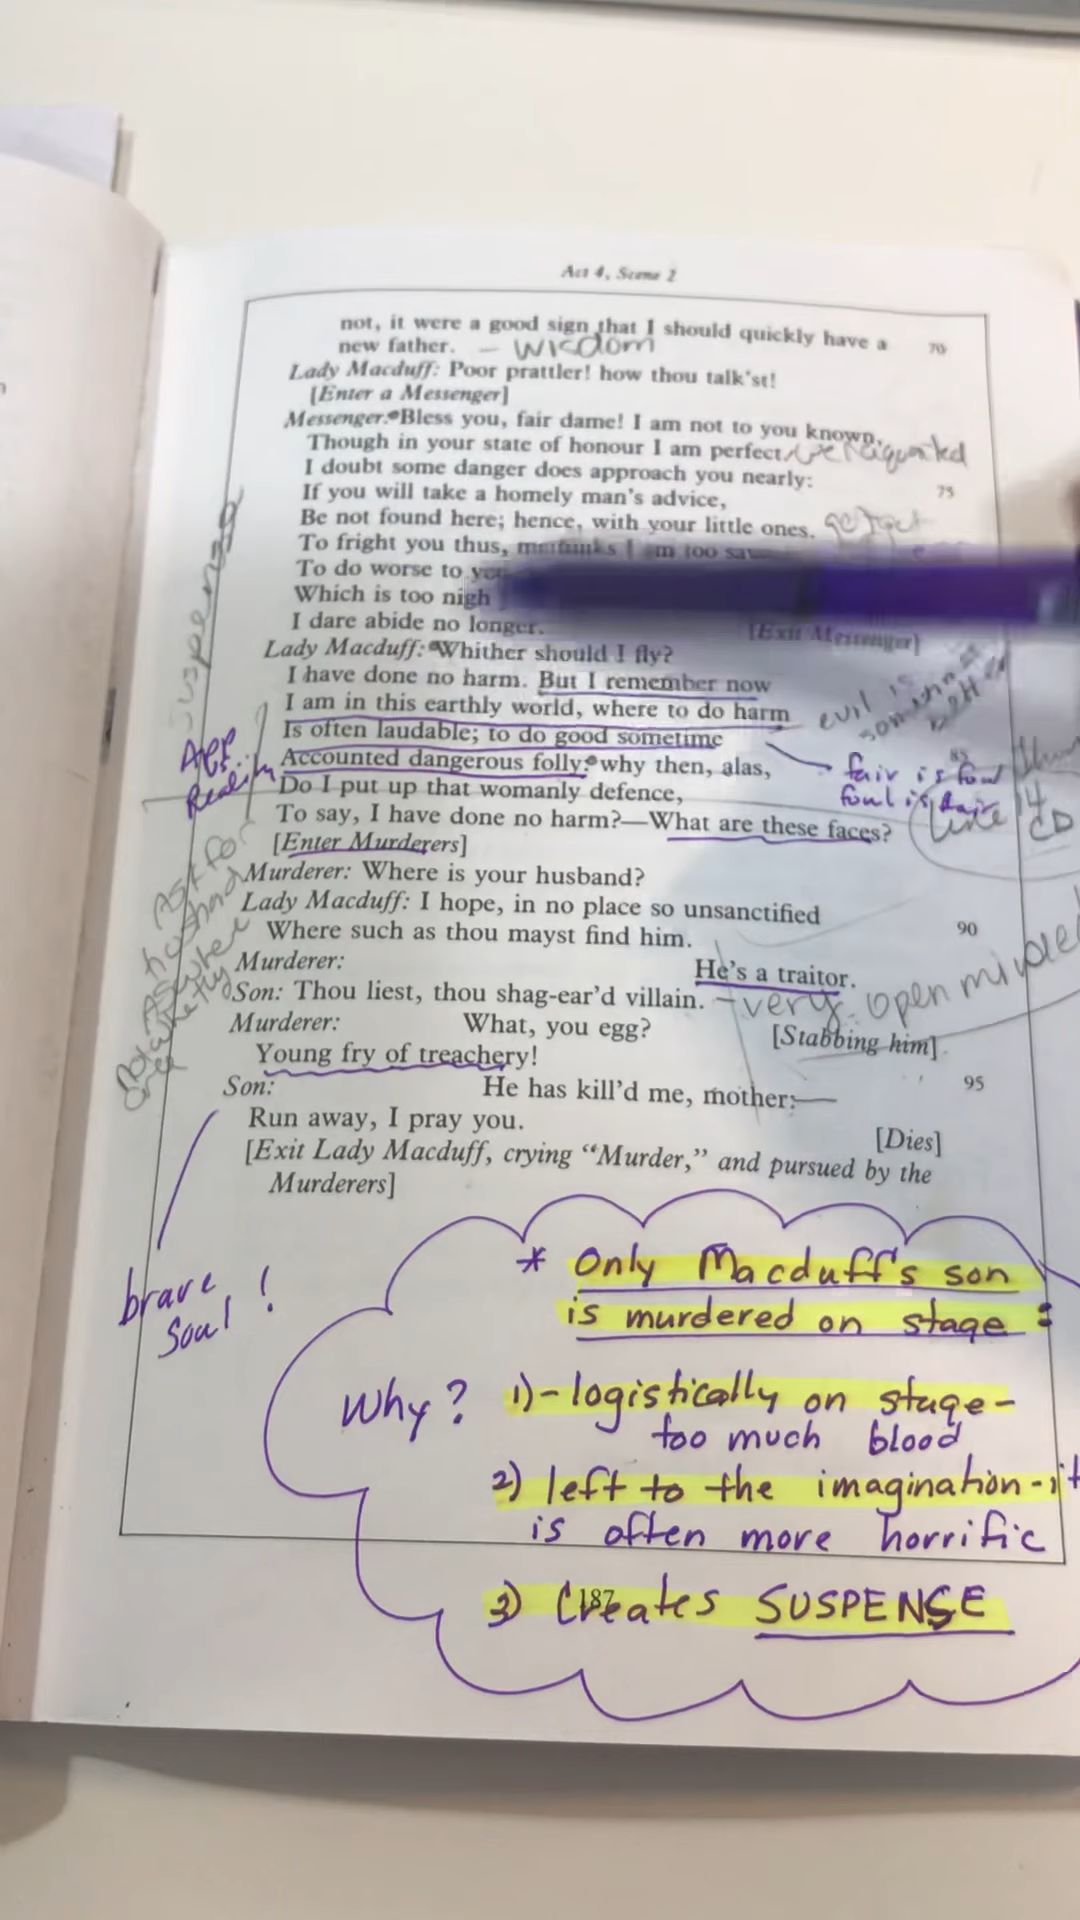 Act 4, Scene 2
not, it were a good sign that I should quickly have a 70
new father. - wisdom
Lady Macduff: Poor prattler! how thou talk'st!
[Enter a Messenger]
Messenger: Bless you, fair dame! I am not to you known,
Though in your state of honour I am perfect
I doubt some danger does approach you nearly:
If you will take a homely man's advice, 75
Be not found here; hence, with your little ones.
To fright you thus, methinks I am too
To do worse to
Which is too nigh
I dare abide no longer. [Exit Messenger]
suspense
Lady Macduff: Whither should I fly?
I have done no harm. But I remember now
I am in this earthly world, where to do harm
evil is
Is often laudable; to do good sometime
Accounted dangerous folly: why then, alas, 85
fair is foul
foul is fair
line 14
Do I put up that womanly defence,
To say, I have done no harm?—What are these faces?
[Enter Murderers]
Murderer: Where is your husband?
Lady Macduff: I hope, in no place so unsanctified 90
Where such as thou mayst find him.
Murderer: He's a traitor.
Son: Thou liest, thou shag-ear'd villain. - very open
Murderer: What, you egg? [Stabbing him]
Young fry of treachery!
Son: He has kill'd me, mother:— 95
Run away, I pray you. [Dies]
[Exit Lady Macduff, crying “Murder,” and pursued by the
Murderers]
brave
soul!
* Only Macduff's son
is murdered on stage:
Why? 1) - logistically on stage -
too much blood
2) left to the imagination - it
is often more horrific
3) Creates SUSPENSE
187